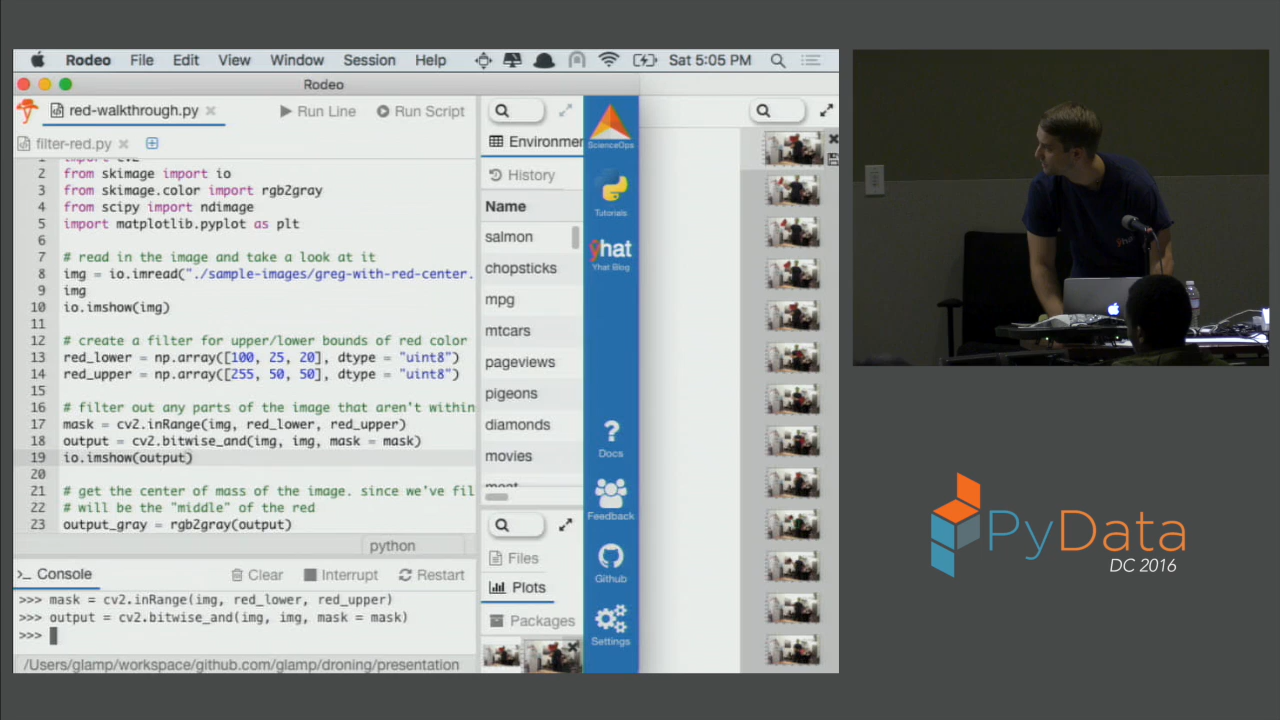 Rodeo File Edit View Window Session Help Sat 5:05 PM
Rodeo
red-walkthrough.py Run Line Run Script
filter-red.py
1 import cv2
2 from skimage import io
3 from skimage.color import rgb2gray
4 from scipy import ndimage
5 import matplotlib.pyplot as plt
6
7 # read in the image and take a look at it
8 img = io.imread("./sample-images/greg-with-red-center.
9 img
10 io.imshow(img)
11
12 # create a filter for upper/lower bounds of red color
13 red_lower = np.array([100, 25, 20], dtype = "uint8")
14 red_upper = np.array([255, 50, 50], dtype = "uint8")
15
16 # filter out any parts of the image that aren't within
17 mask = cv2.inRange(img, red_lower, red_upper)
18 output = cv2.bitwise_and(img, img, mask = mask)
19 io.imshow(output)
20
21 # get the center of mass of the image. since we've fil
22 # will be the "middle" of the red
23 output_gray = rgb2gray(output)
python
>_ Console Clear Interrupt Restart
>>> mask = cv2.inRange(img, red_lower, red_upper)
>>> output = cv2.bitwise_and(img, img, mask = mask)
>>>
/Users/glamp/workspace/github.com/glamp/droning/presentation
Environmen
History
Name
salmon
chopsticks
mpg
mtcars
pageviews
pigeons
diamonds
movies
meat
Files
Plots
Packages
ScienceOps
Tutorials
ŷhat
Yhat Blog
?
Docs
Feedback
Github
Settings
ŷhat
PyData
DC 2016